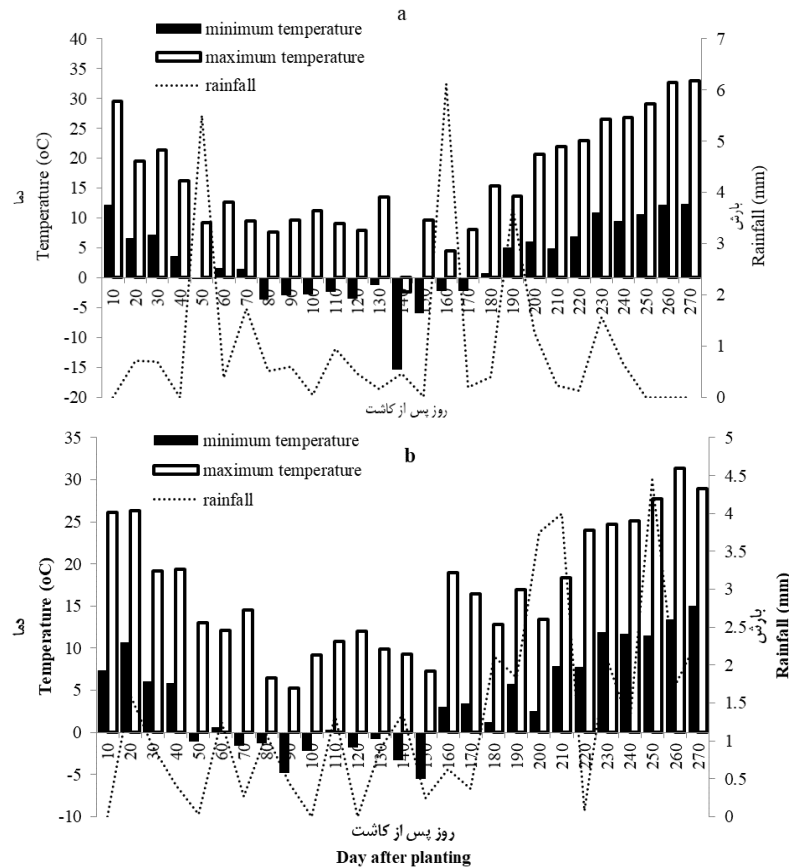 a
minimum temperature
maximum temperature
rainfall
40
35
30
25
20
15
10
5
0
-5
-10
-15
-20
دما
Temperature (oC)
7
6
5
4
3
2
1
0
بارش
Rainfall (mm)
10 20 30 40 50 60 70 80 90 100 110 120 130 140 150 160 170 180 190 200 210 220 230 240 250 260 270
روز پس از کاشت
b
minimum temperature
maximum temperature
rainfall
35
30
25
20
15
10
5
0
-5
-10
دما
Temperature (oC)
5
4.5
4
3.5
3
2.5
2
1.5
1
0.5
0
بارش
Rainfall (mm)
10 20 30 40 50 60 70 80 90 100 110 120 130 140 150 160 170 180 190 200 210 220 230 240 250 260 270
روز پس از کاشت
Day after planting